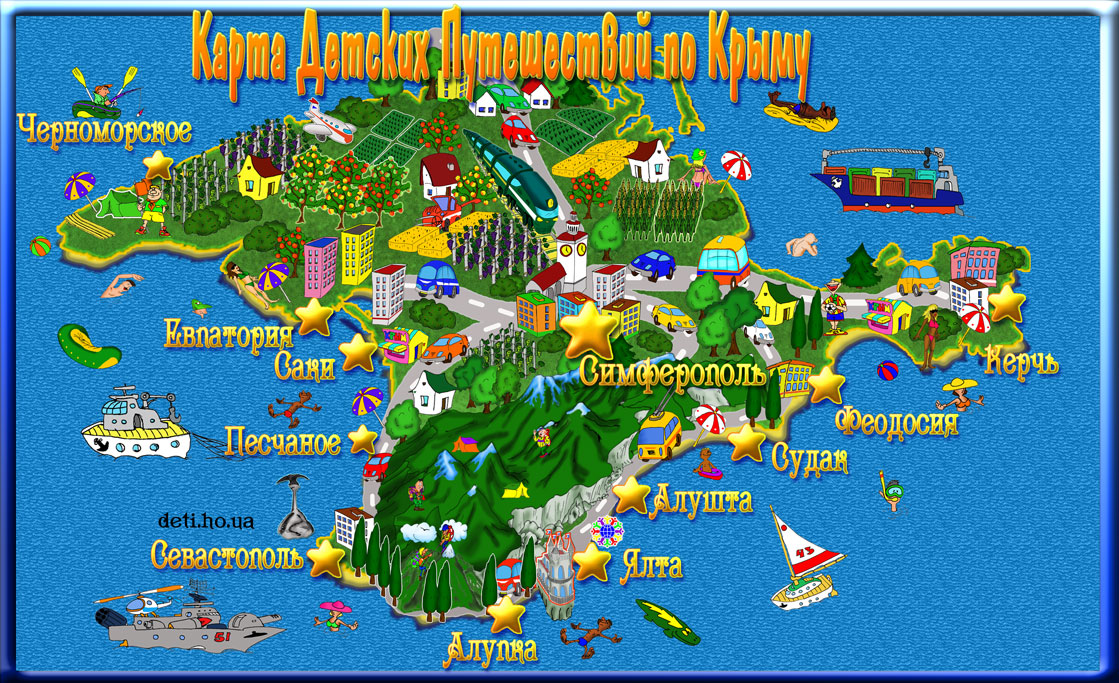 Карта Детских Путешествий по Крыму
Черноморское
Евпатория
Саки
Симферополь
Керчь
Феодосия
Песчаное
Судак
Алушта
deti.ho.ua
Севастополь
Ялта
Алупка
51
43